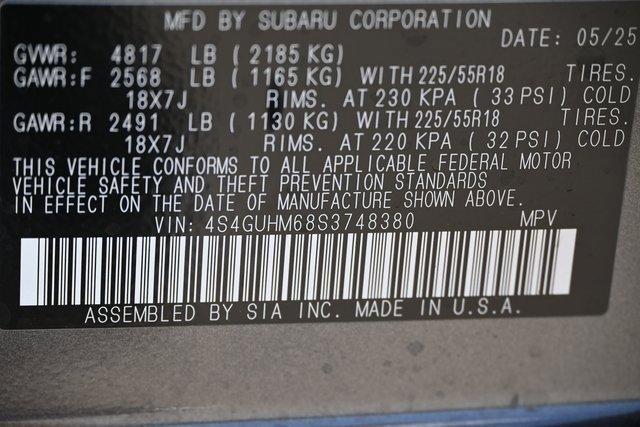 MFD BY SUBARU CORPORATION
DATE: 05/25
GVWR: 4817 LB (2185 KG)
GAWR:F 2568 LB (1165 KG) WITH 225/55R18 TIRES.
18X7J RIMS. AT 230 KPA (33 PSI) COLD
GAWR:R 2491 LB (1130 KG) WITH 225/55R18 TIRES.
18X7J RIMS. AT 220 KPA (32 PSI) COLD
THIS VEHICLE CONFORMS TO ALL APPLICABLE FEDERAL MOTOR
VEHICLE SAFETY AND THEFT PREVENTION STANDARDS
IN EFFECT ON THE DATE OF MANUFACTURE SHOWN ABOVE.
VIN: 4S4GUHM68S3748380 MPV
ASSEMBLED BY SIA INC. MADE IN U.S.A.